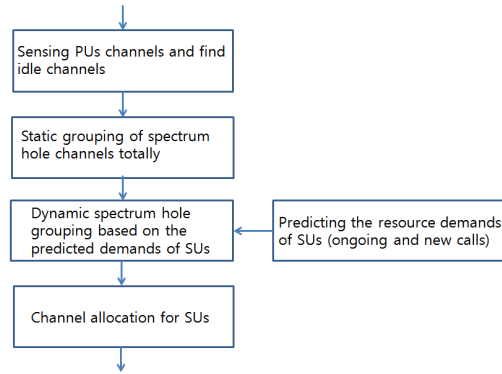 Sensing PUs channels and find
idle channels
Static grouping of spectrum
hole channels totally
Dynamic spectrum hole
grouping based on the
predicted demands of SUs
Predicting the resource demands
of SUs (ongoing and new calls)
Channel allocation for SUs